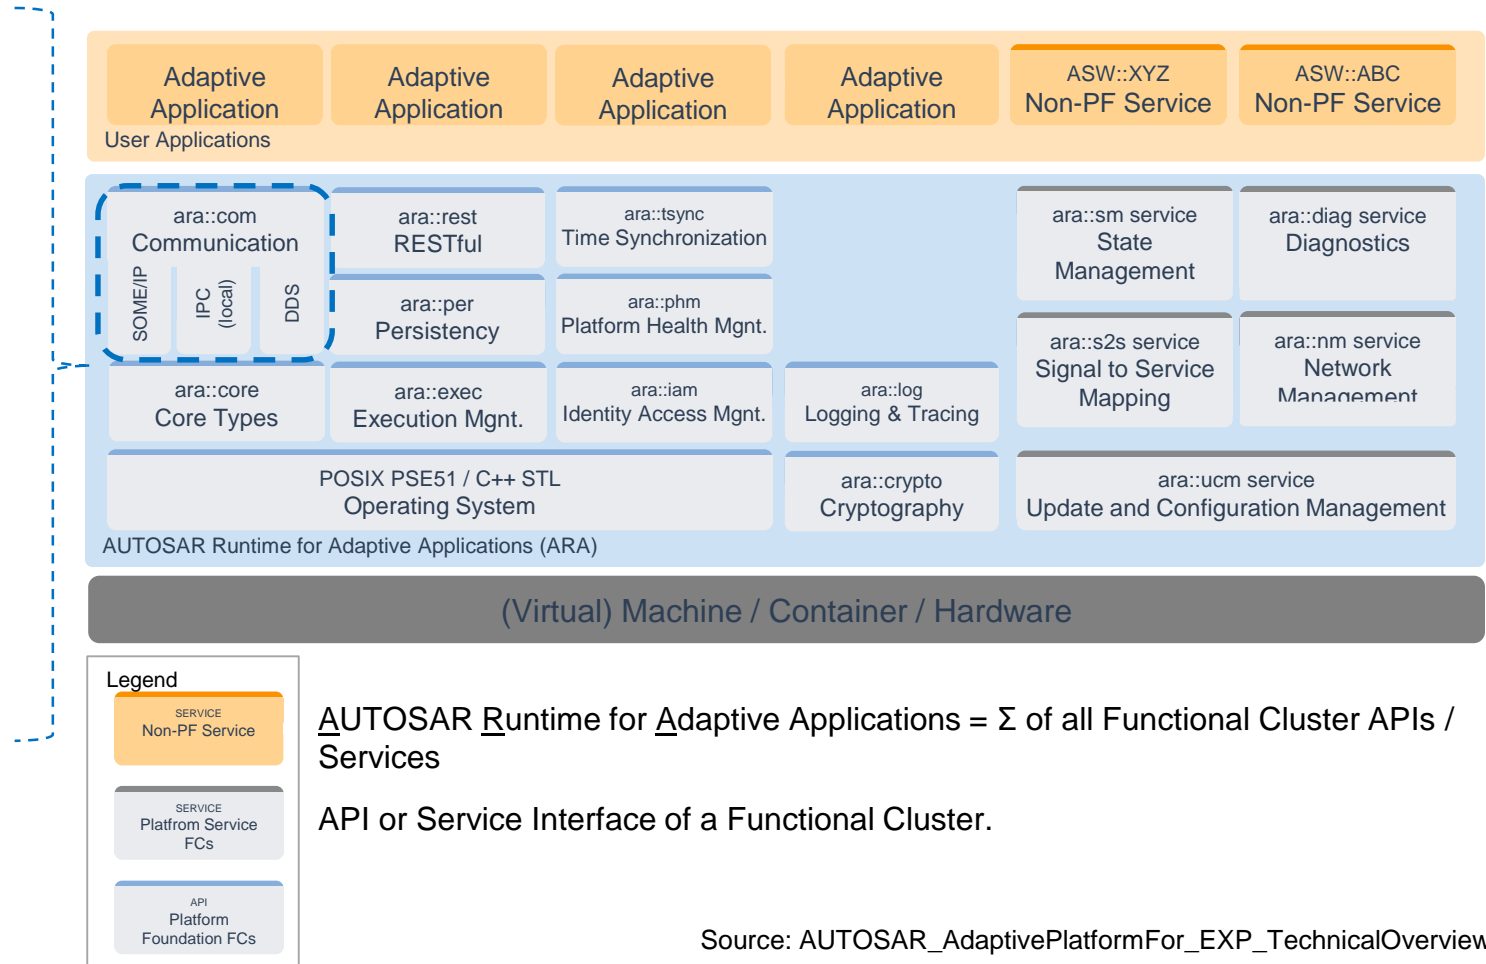 Adaptive
Application
Adaptive
Application
Adaptive
Application
Adaptive
Application
ASW::XYZ
Non-PF Service
ASW::ABC
Non-PF Service
User Applications
ara::com
Communication
SOME/IP
IPC
(local)
DDS
ara::rest
RESTful
ara::tsync
Time Synchronization
ara::sm service
State
Management
ara::diag service
Diagnostics
ara::per
Persistency
ara::phm
Platform Health Mgnt.
ara::s2s service
Signal to Service
Mapping
ara::nm service
Network
Management
ara::core
Core Types
ara::exec
Execution Mgnt.
ara::iam
Identity Access Mgnt.
ara::log
Logging & Tracing
POSIX PSE51 / C++ STL
Operating System
ara::crypto
Cryptography
ara::ucm service
Update and Configuration Management
AUTOSAR Runtime for Adaptive Applications (ARA)
(Virtual) Machine / Container / Hardware
Legend
SERVICE
Non-PF Service
SERVICE
Platfrom Service
FCs
API
Platform
Foundation FCs
AUTOSAR Runtime for Adaptive Applications = Σ of all Functional Cluster APIs /
Services
API or Service Interface of a Functional Cluster.
Source: AUTOSAR_AdaptivePlatformFor_EXP_TechnicalOverview